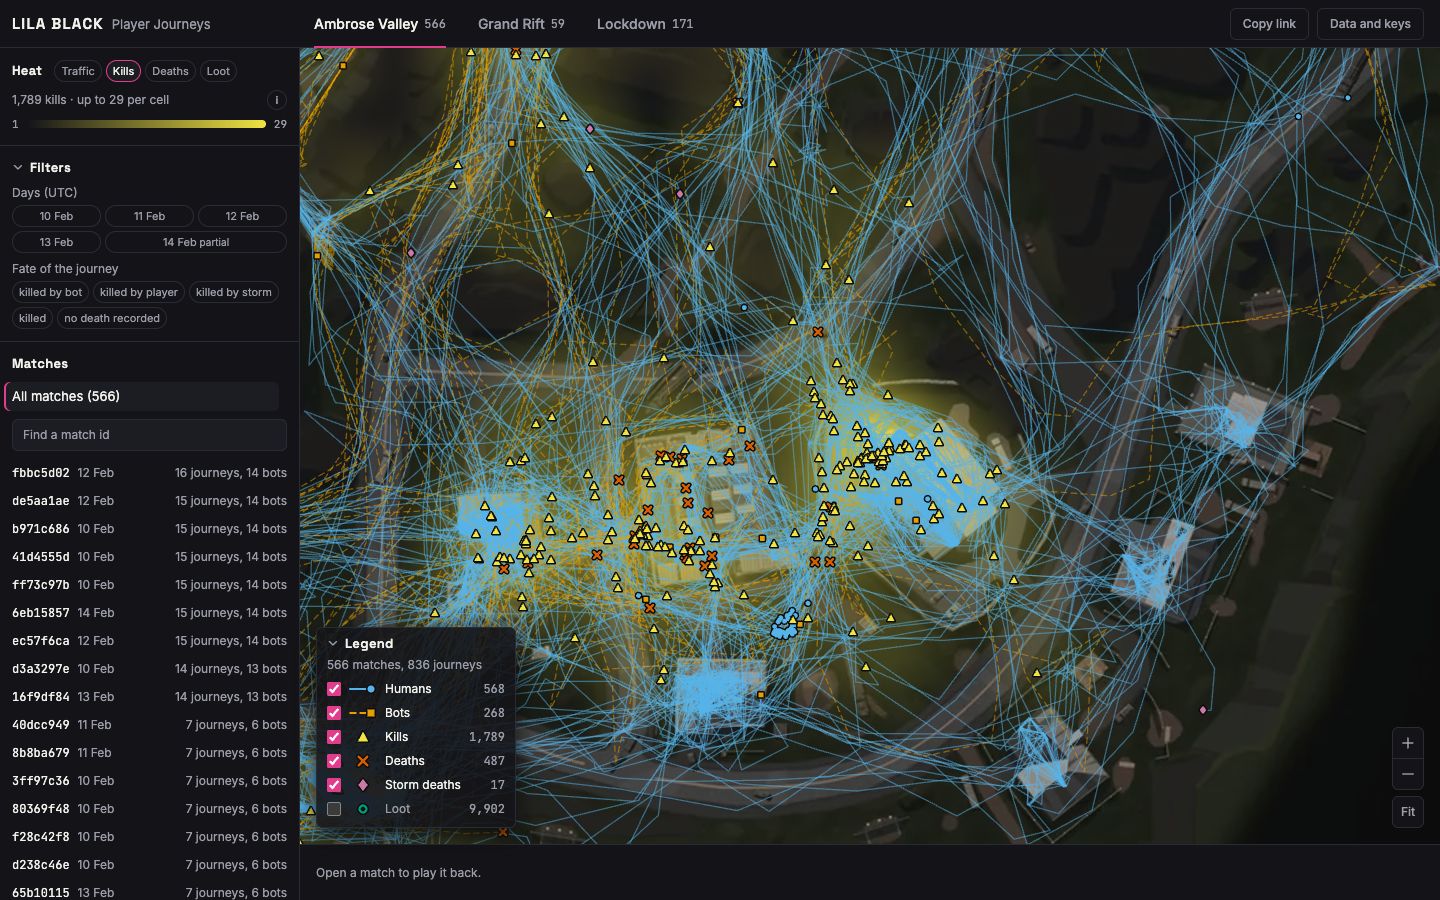 LILA BLACK Player Journeys
Ambrose Valley 566 Grand Rift 59 Lockdown 171
Copy link Data and keys
Heat Traffic Kills Deaths Loot
1,789 kills · up to 29 per cell i
1 29
Filters
Days (UTC)
10 Feb 11 Feb 12 Feb
13 Feb 14 Feb partial
Fate of the journey
killed by bot killed by player killed by storm
killed no death recorded
Matches
All matches (566)
Find a match id
fbbc5d02 12 Feb 16 journeys, 14 bots
de5aa1ae 12 Feb 15 journeys, 14 bots
b971c686 10 Feb 15 journeys, 14 bots
41d4555d 10 Feb 15 journeys, 14 bots
ff73c97b 10 Feb 15 journeys, 14 bots
6eb15857 14 Feb 15 journeys, 14 bots
ec57f6ca 12 Feb 15 journeys, 14 bots
d3a3297e 10 Feb 14 journeys, 13 bots
16f9df84 13 Feb 14 journeys, 13 bots
40dcc949 11 Feb 7 journeys, 6 bots
8b8ba679 11 Feb 7 journeys, 6 bots
3ff97c36 10 Feb 7 journeys, 6 bots
80369f48 10 Feb 7 journeys, 6 bots
f28c42f8 10 Feb 7 journeys, 6 bots
d238c46e 10 Feb 7 journeys, 6 bots
65b10115 13 Feb 7 journeys, 6 bots
Legend
566 matches, 836 journeys
Humans 568
Bots 268
Kills 1,789
Deaths 487
Storm deaths 17
Loot 9,902
+
−
Fit
Open a match to play it back.